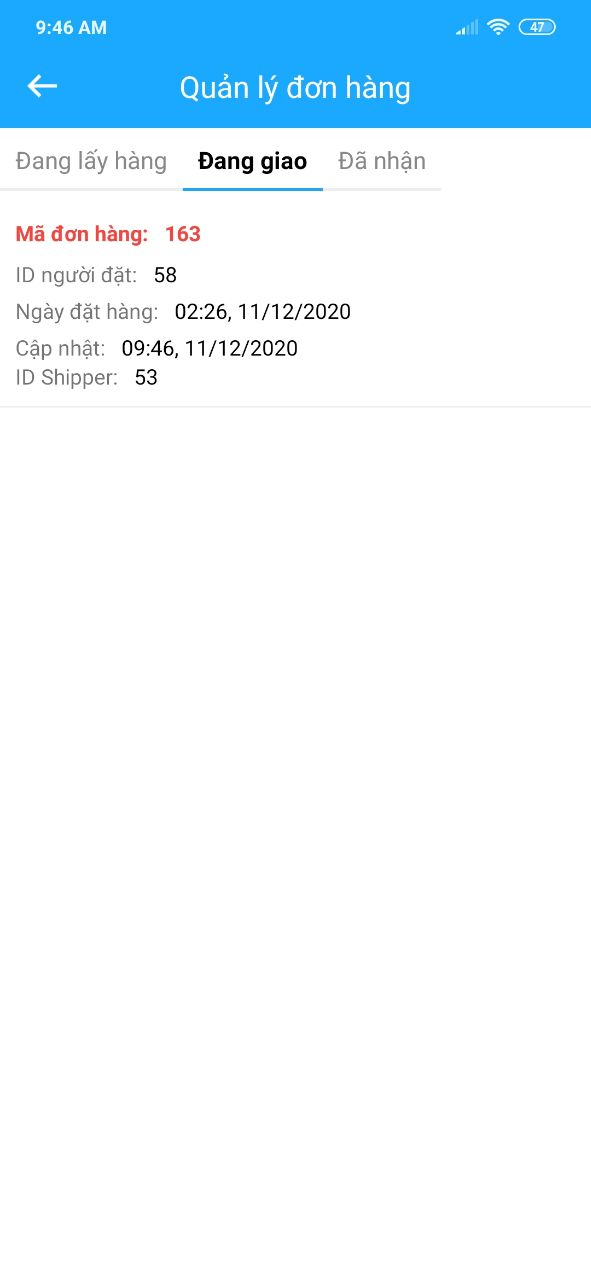 9:46 AM 47
Quản lý đơn hàng
Đang lấy hàng Đang giao Đã nhận
Mã đơn hàng: 163
ID người đặt: 58
Ngày đặt hàng: 02:26, 11/12/2020
Cập nhật: 09:46, 11/12/2020
ID Shipper: 53